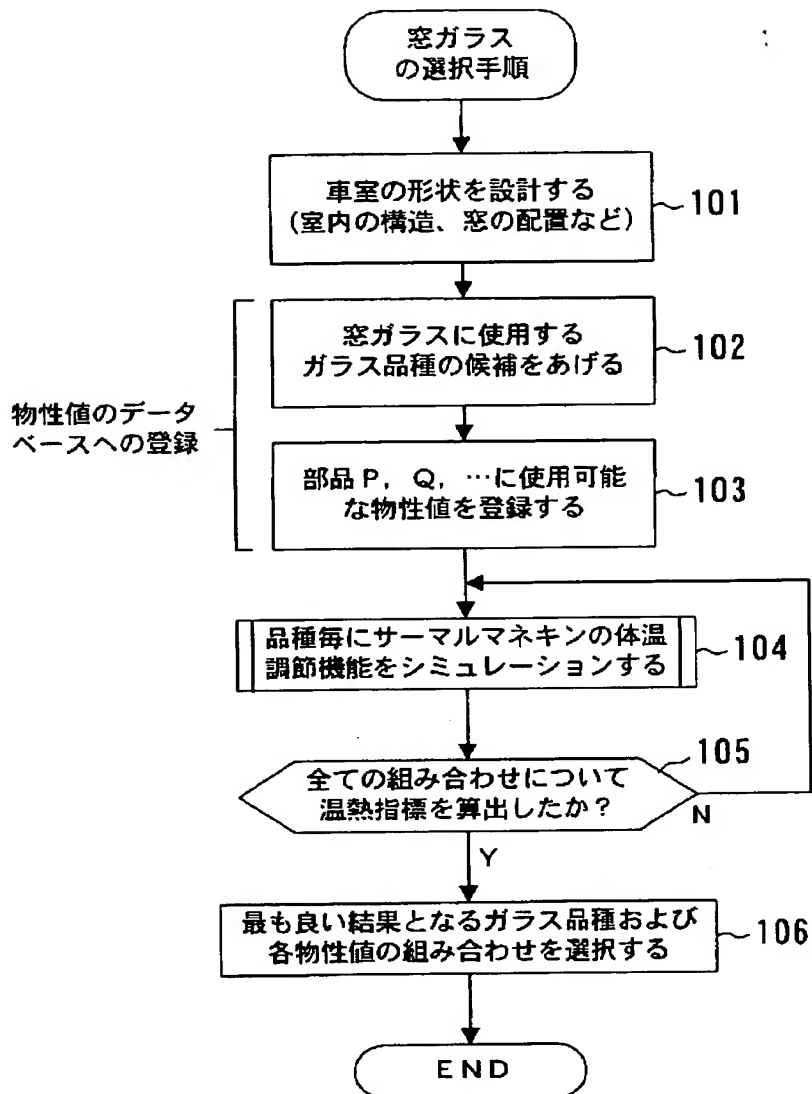 窓ガラス
の選択手順
車室の形状を設計する
(室内の構造、窓の配置など)
101
窓ガラスに使用する
ガラス品種の候補をあげる
102
物性値のデータ
ベースへの登録
部品P,Q,…に使用可能
な物性値を登録する
103
品種毎にサーマルマネキンの体温
調節機能をシミュレーションする
104
105
全ての組み合わせについて
温熱指標を算出したか?
N
Y
最も良い結果となるガラス品種および
各物性値の組み合わせを選択する
106
END